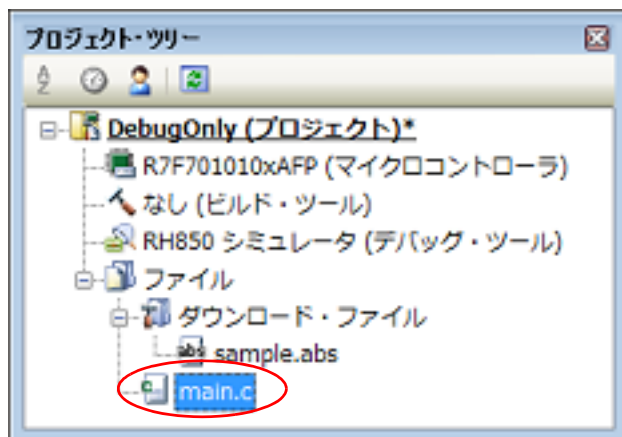 プロジェクト・ツリー
DebugOnly (プロジェクト)*
R7F701010xAFP (マイクロコントローラ)
なし (ビルド・ツール)
RH850 シミュレータ (デバッグ・ツール)
ファイル
ダウンロード・ファイル
sample.abs
main.c